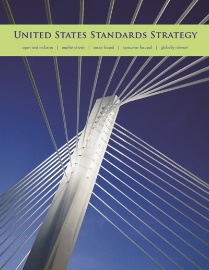 UNITED STATES STANDARDS STRATEGY
open and inclusive | market driven | sector-based | consumer focused | globally relevant